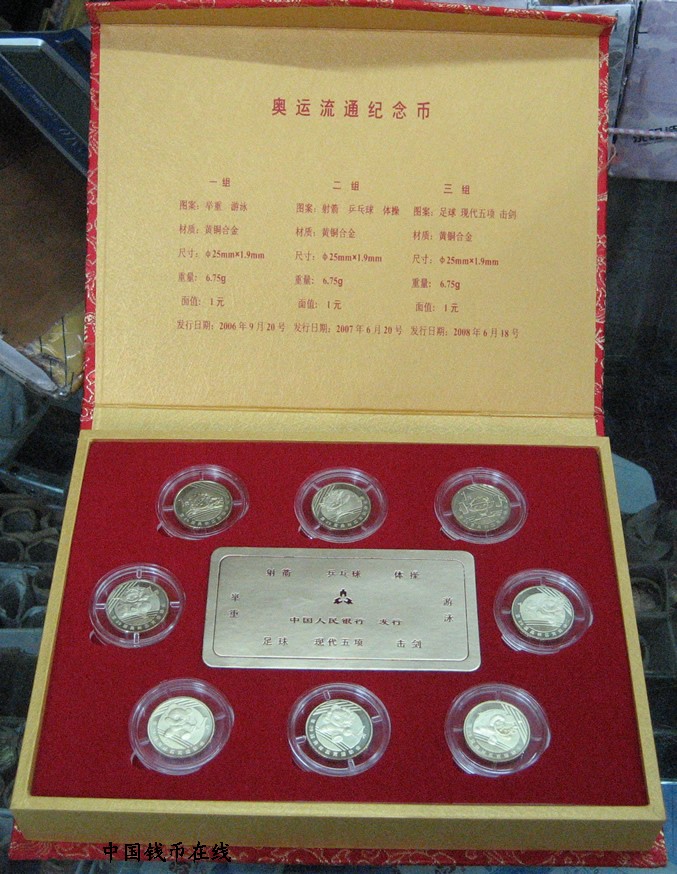 奥运流通纪念币
一组 二组 三组
图案：举重 游泳 图案：射箭 乒乓球 体操 图案：足球 现代五项 击剑
材质：黄铜合金 材质：黄铜合金 材质：黄铜合金
尺寸：ф25mm×1.9mm 尺寸：ф25mm×1.9mm 尺寸：ф25mm×1.9mm
重量：6.75g 重量：6.75g 重量：6.75g
面值：1元 面值：1元 面值：1元
发行日期：2006年9月20号 发行日期：2007年6月20号 发行日期：2008年6月18号
射箭 乒乓球 体操
举重
游泳
中国人民银行 发行
足球 现代五项 击剑
中国钱币在线